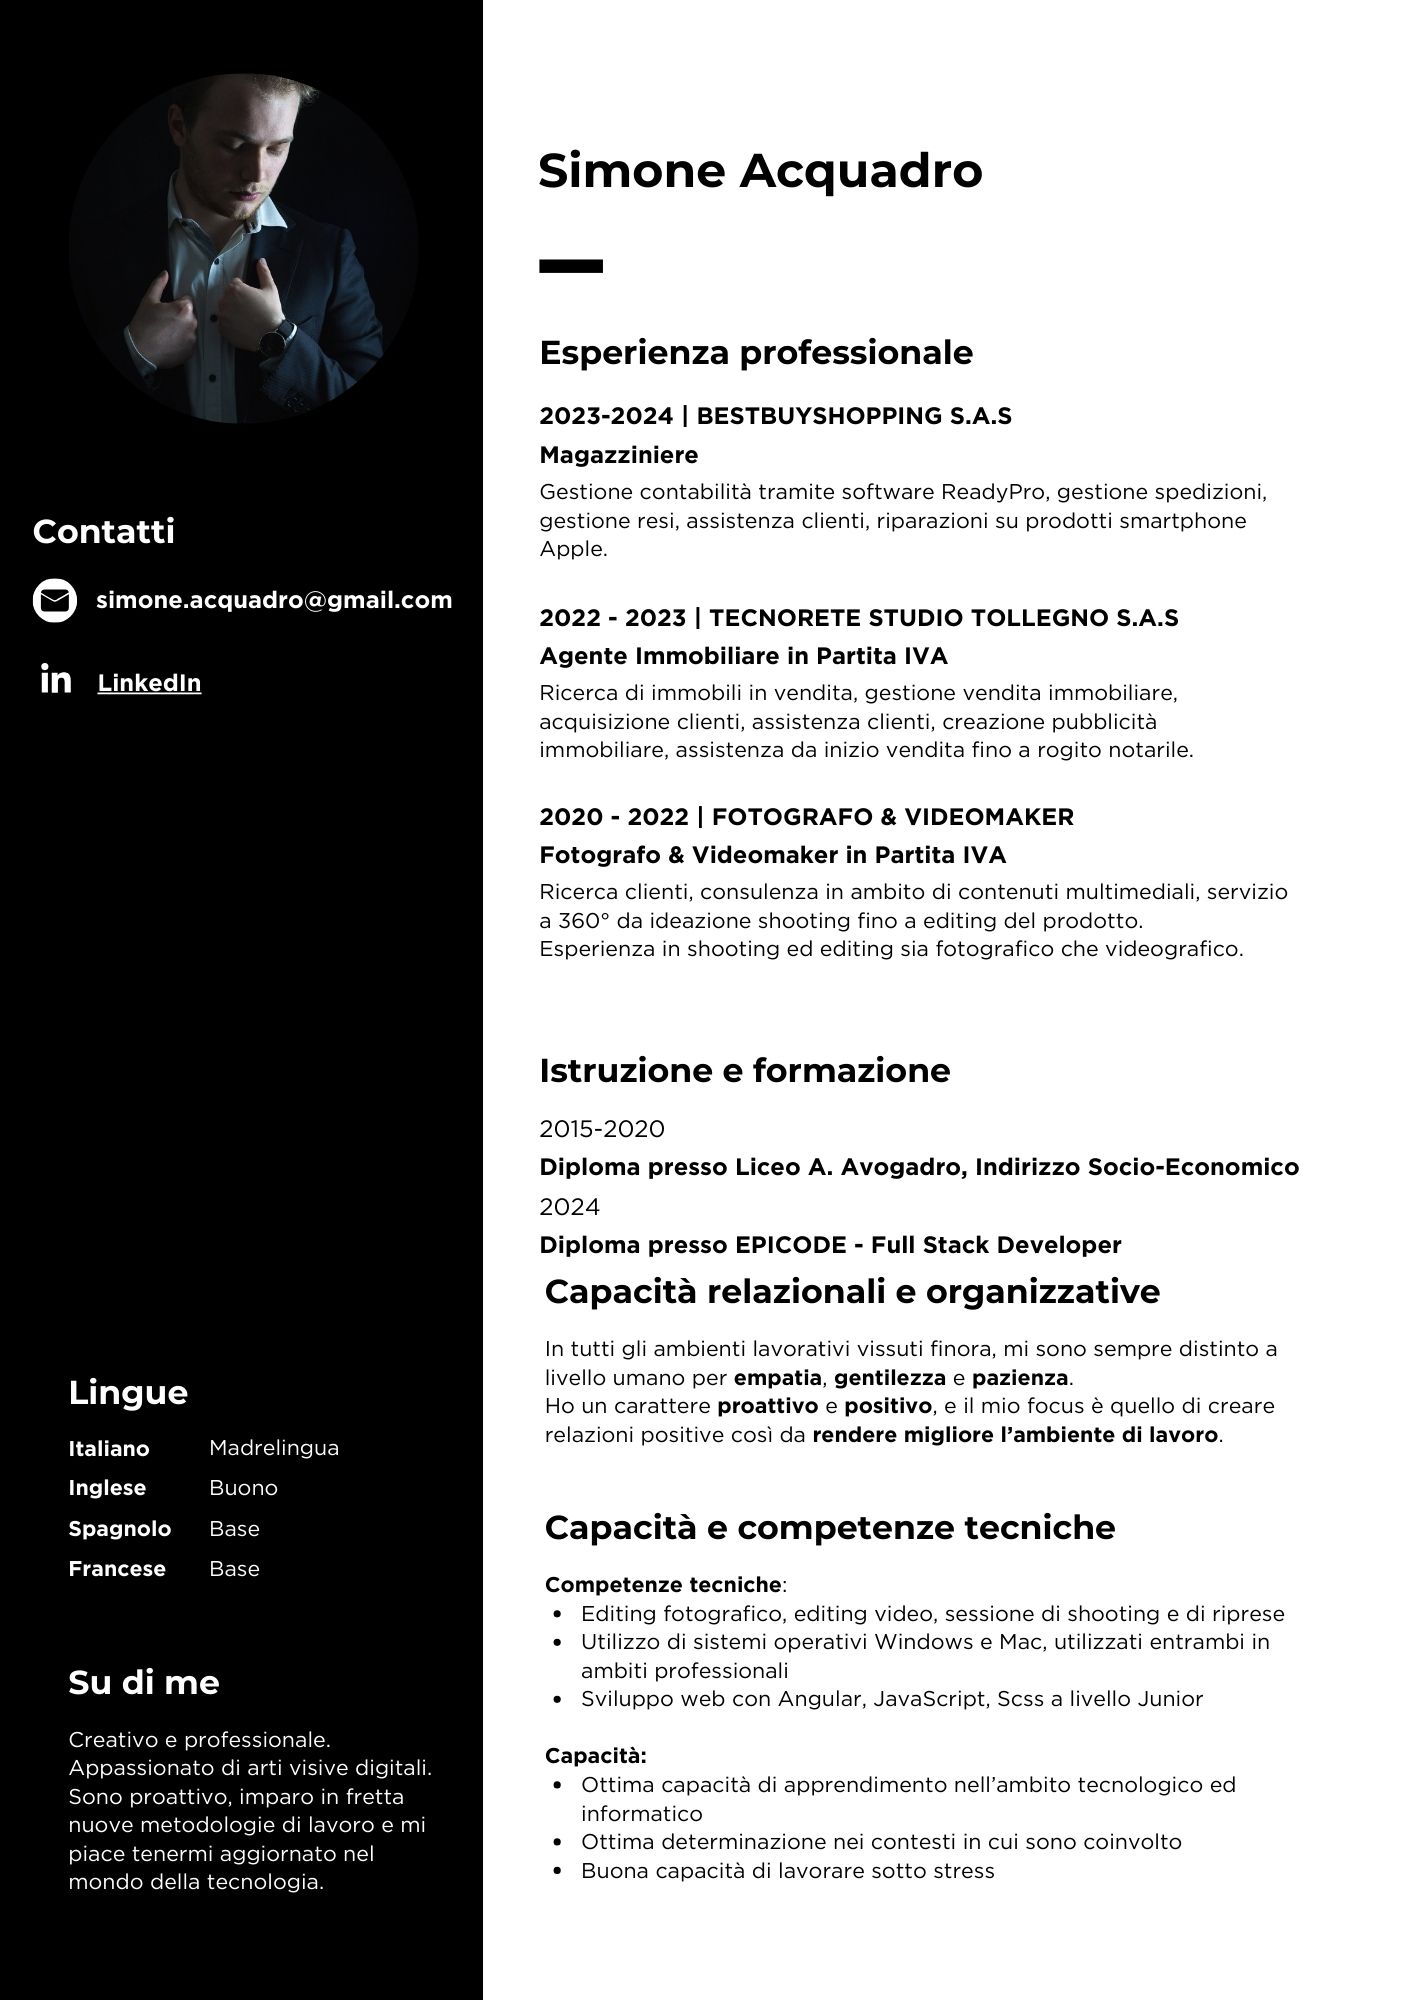 Simone Acquadro
Esperienza professionale
2023-2024 | BESTBUYSHOPPING S.A.S
Magazziniere
Gestione contabilità tramite software ReadyPro, gestione spedizioni,
gestione resi, assistenza clienti, riparazioni su prodotti smartphone
Apple.
2022 - 2023 | TECNORETE STUDIO TOLLEGNO S.A.S
Agente Immobiliare in Partita IVA
Ricerca di immobili in vendita, gestione vendita immobiliare,
acquisizione clienti, assistenza clienti, creazione pubblicità
immobiliare, assistenza da inizio vendita fino a rogito notarile.
2020 - 2022 | FOTOGRAFO & VIDEOMAKER
Fotografo & Videomaker in Partita IVA
Ricerca clienti, consulenza in ambito di contenuti multimediali, servizio
a 360° da ideazione shooting fino a editing del prodotto.
Esperienza in shooting ed editing sia fotografico che videografico.
Istruzione e formazione
2015-2020
Diploma presso Liceo A. Avogadro, Indirizzo Socio-Economico
2024
Diploma presso EPICODE - Full Stack Developer
Capacità relazionali e organizzative
In tutti gli ambienti lavorativi vissuti finora, mi sono sempre distinto a
livello umano per empatia, gentilezza e pazienza.
Ho un carattere proattivo e positivo, e il mio focus è quello di creare
relazioni positive così da rendere migliore l’ambiente di lavoro.
Capacità e competenze tecniche
Competenze tecniche:
• Editing fotografico, editing video, sessione di shooting e di riprese
• Utilizzo di sistemi operativi Windows e Mac, utilizzati entrambi in
ambiti professionali
• Sviluppo web con Angular, JavaScript, Scss a livello Junior
Capacità:
• Ottima capacità di apprendimento nell’ambito tecnologico ed
informatico
• Ottima determinazione nei contesti in cui sono coinvolto
• Buona capacità di lavorare sotto stress
Contatti
simone.acquadro@gmail.com
in LinkedIn
Lingue
Italiano Madrelingua
Inglese Buono
Spagnolo Base
Francese Base
Su di me
Creativo e professionale.
Appassionato di arti visive digitali.
Sono proattivo, imparo in fretta
nuove metodologie di lavoro e mi
piace tenermi aggiornato nel
mondo della tecnologia.